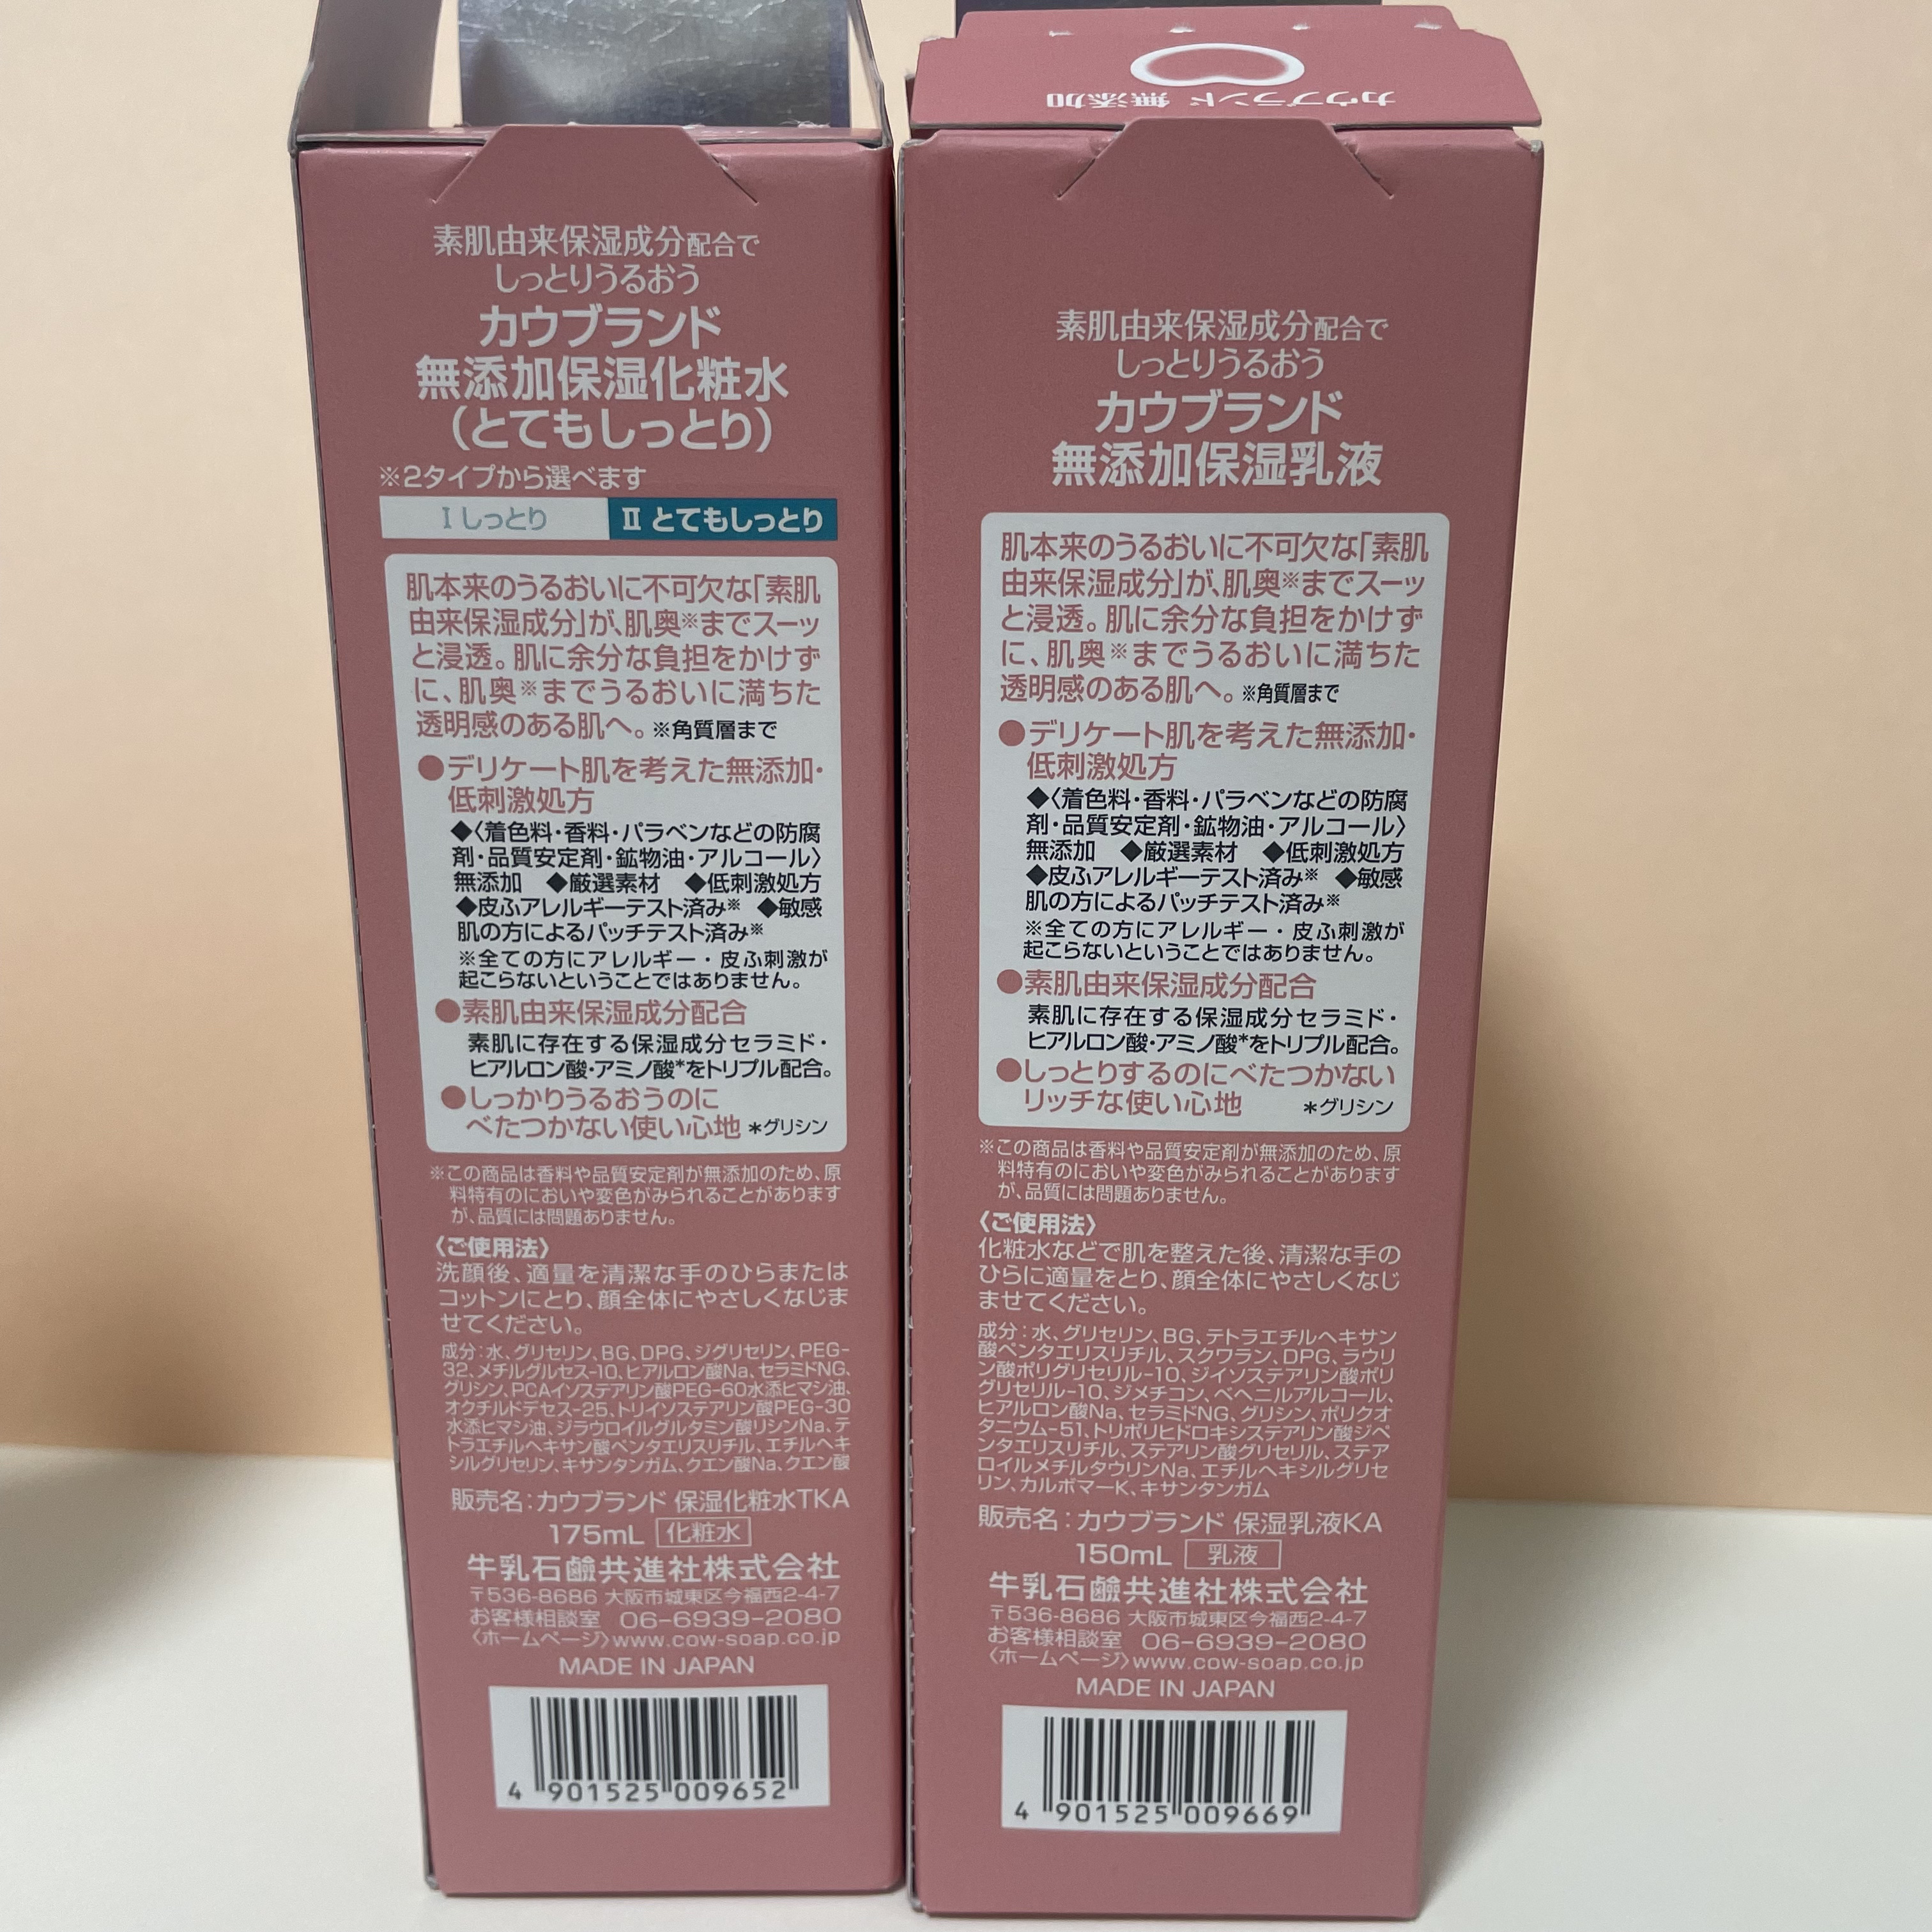 素肌由来保湿成分配合で
しっとりうるおう
カウブランド
無添加保湿化粧水
(とてもしっとり)
※2タイプから選べます
I しっとり
II とてもしっとり
肌本来のうるおいに不可欠な「素肌
由来保湿成分」が、肌奥※までスーッ
と浸透。肌に余分な負担をかけず
に、肌奥※までうるおいに満ちた
透明感のある肌へ。※角質層まで
●デリケート肌を考えた無添加・
低刺激処方
◆〈着色料・香料・パラベンなどの防腐
剤・品質安定剤・鉱物油・アルコール〉
無添加 ◆厳選素材 ◆低刺激処方
◆皮ふアレルギーテスト済み※ ◆敏感
肌の方によるパッチテスト済み※
※全ての方にアレルギー・皮ふ刺激が
起こらないということではありません。
●素肌由来保湿成分配合
素肌に存在する保湿成分セラミド・
ヒアルロン酸・アミノ酸*をトリプル配合。
●しっかりうるおうのに
べたつかない使い心地 *グリシン
※この商品は香料や品質安定剤が無添加のため、原
料特有のにおいや変色がみられることがあります
が、品質には問題ありません。
〈ご使用法〉
洗顔後、適量を清潔な手のひらまたは
コットンにとり、顔全体にやさしくなじま
せてください。
成分:水、グリセリン、BG、DPG、ジグリセリン、PEG-
32、メチルグルセス-10、ヒアルロン酸Na、セラミドNG、
グリシン、PCAイソステアリン酸PEG-60水添ヒマシ油、
オクチルドデセス-25、トリイソステアリン酸PEG-30
水添ヒマシ油、ジラウロイルグルタミン酸リシンNa、テ
トラエチルヘキサン酸ペンタエリスリチル、エチルヘキ
シルグリセリン、キサンタンガム、クエン酸Na、クエン酸
販売名:カウブランド 保湿化粧水TKA
175mL 化粧水
牛乳石鹼共進社株式会社
〒536-8686 大阪市城東区今福西2-4-7
お客様相談室 06-6939-2080
〈ホームページ〉www.cow-soap.co.jp
MADE IN JAPAN
4 901525 009652
カウブランド 無添加
素肌由来保湿成分配合で
しっとりうるおう
カウブランド
無添加保湿乳液
肌本来のうるおいに不可欠な「素肌
由来保湿成分」が、肌奥※までスーッ
と浸透。肌に余分な負担をかけず
に、肌奥※までうるおいに満ちた
透明感のある肌へ。※角質層まで
●デリケート肌を考えた無添加・
低刺激処方
◆〈着色料・香料・パラベンなどの防腐
剤・品質安定剤・鉱物油・アルコール〉
無添加 ◆厳選素材 ◆低刺激処方
◆皮ふアレルギーテスト済み※ ◆敏感
肌の方によるパッチテスト済み※
※全ての方にアレルギー・皮ふ刺激が
起こらないということではありません。
●素肌由来保湿成分配合
素肌に存在する保湿成分セラミド・
ヒアルロン酸・アミノ酸*をトリプル配合。
●しっとりするのにべたつかない
リッチな使い心地 *グリシン
※この商品は香料や品質安定剤が無添加のため、原
料特有のにおいや変色がみられることがあります
が、品質には問題ありません。
〈ご使用法〉
化粧水などで肌を整えた後、清潔な手の
ひらに適量をとり、顔全体にやさしくなじ
ませてください。
成分:水、グリセリン、BG、テトラエチルヘキサン
酸ペンタエリスリチル、スクワラン、DPG、ラウリ
ン酸ポリグリセリル-10、ジイソステアリン酸ポリ
グリセリル-10、ジメチコン、ベヘニルアルコール、
ヒアルロン酸Na、セラミドNG、グリシン、ポリクオ
タニウム-51、トリポリヒドロキシステアリン酸ジペ
ンタエリスリチル、ステアリン酸グリセリル、ステア
ロイルメチルタウリンNa、エチルヘキシルグリセ
リン、カルボマーK、キサンタンガム
販売名:カウブランド 保湿乳液KA
150mL 乳液
牛乳石鹼共進社株式会社
〒536-8686 大阪市城東区今福西2-4-7
お客様相談室 06-6939-2080
〈ホームページ〉www.cow-soap.co.jp
MADE IN JAPAN
4 901525 009669